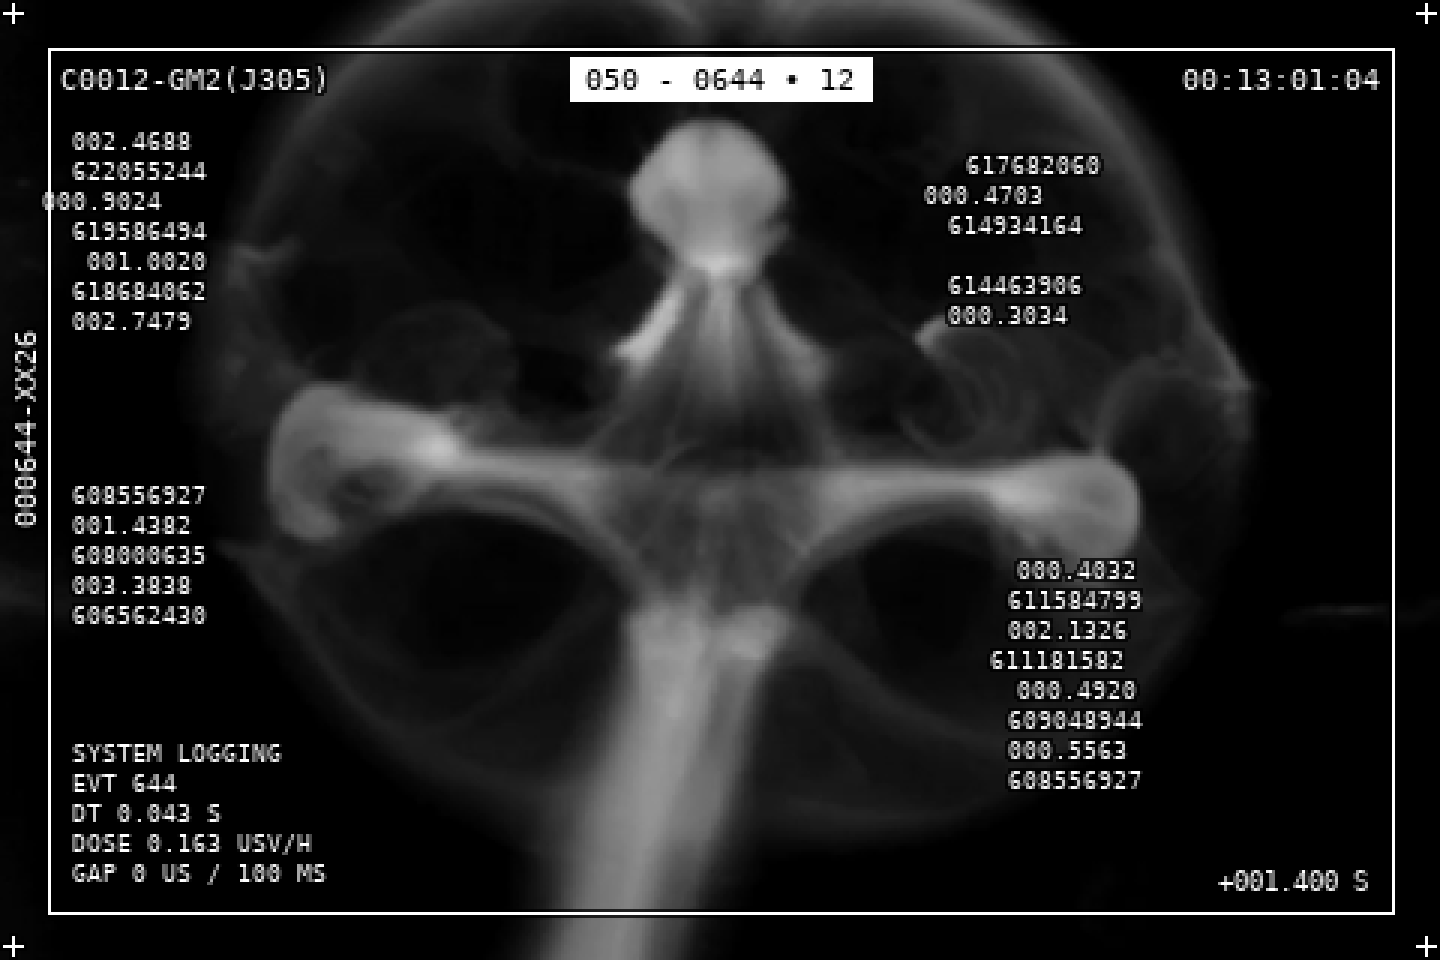 C0012-GM2(J305)
050 - 0644 • 12
00:13:01:04
002.4688
622055244
000.9024
619586494
001.0020
618684062
002.7479
617682060
000.4703
614934164
614463906
000.3034
000644-XX26
608556927
001.4382
608000635
003.3838
606562430
000.4032
611584799
002.1326
611181582
000.4920
609048944
000.5563
608556927
SYSTEM LOGGING
EVT 644
DT 0.043 S
DOSE 0.163 USV/H
GAP 0 US / 100 MS
+001.400 S